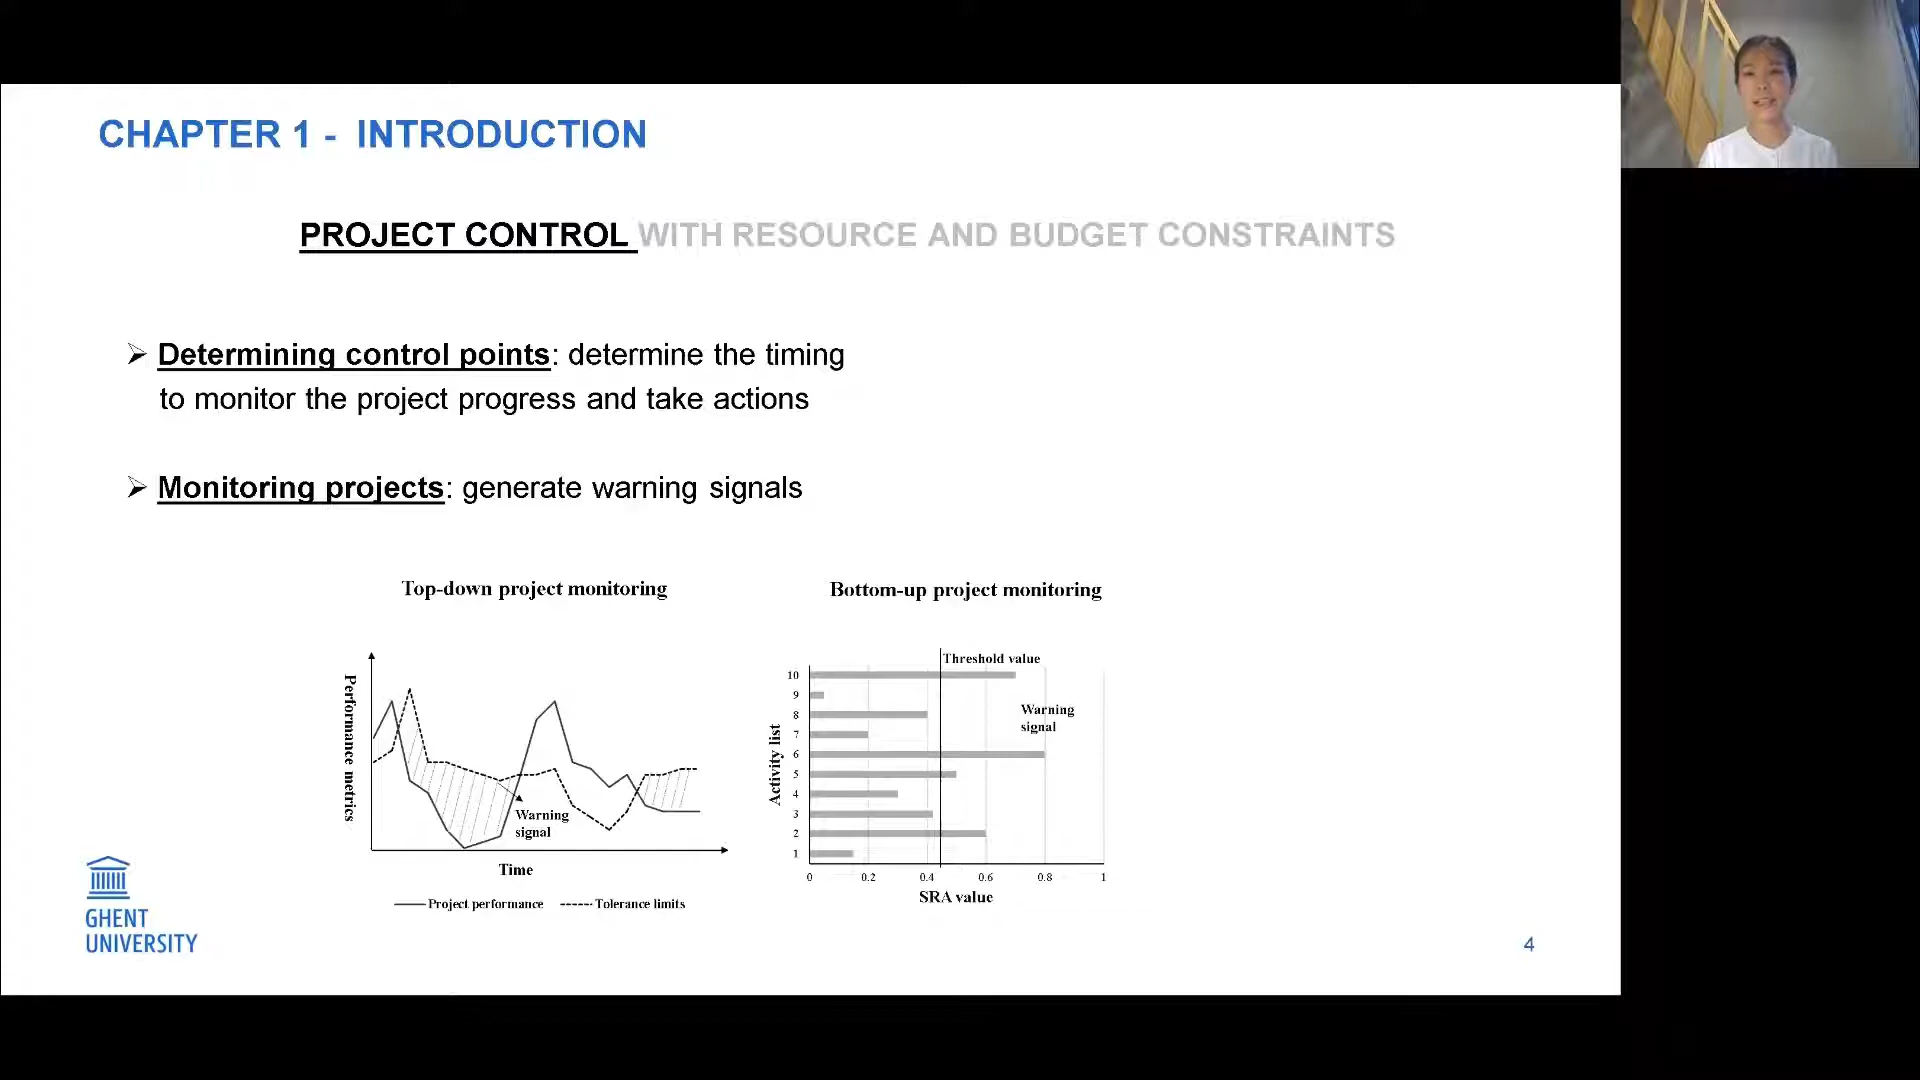 CHAPTER 1 - INTRODUCTION
PROJECT CONTROL WITH RESOURCE AND BUDGET CONSTRAINTS
➢ Determining control points: determine the timing
to monitor the project progress and take actions
➢ Monitoring projects: generate warning signals
Top-down project monitoring
Performance metrics
Warning
signal
Time
Project performance
Tolerance limits
Bottom-up project monitoring
Threshold value
Activity list
10
9
8
7
6
5
4
3
2
1
Warning
signal
0 0.2 0.4 0.6 0.8 1
SRA value
GHENT
UNIVERSITY
4